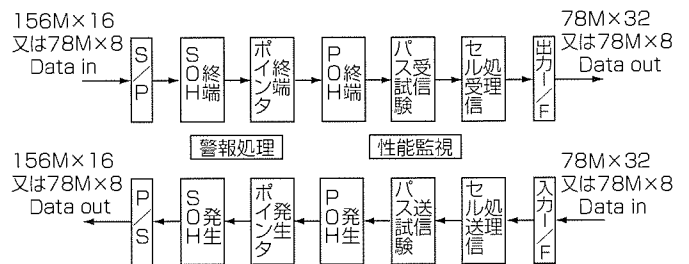 156M×16
又は78M×8
Data in
S/P
SOH終端
ポインタ終端
POH終端
パス試験受信
セル受信処理
出力I/F
78M×32
又は78M×8
Data out
警報処理
性能監視
156M×16
又は78M×8
Data out
P/S
SOH発生
ポインタ発生
POH発生
パス試験送信
セル送信処理
入力I/F
78M×32
又は78M×8
Data in